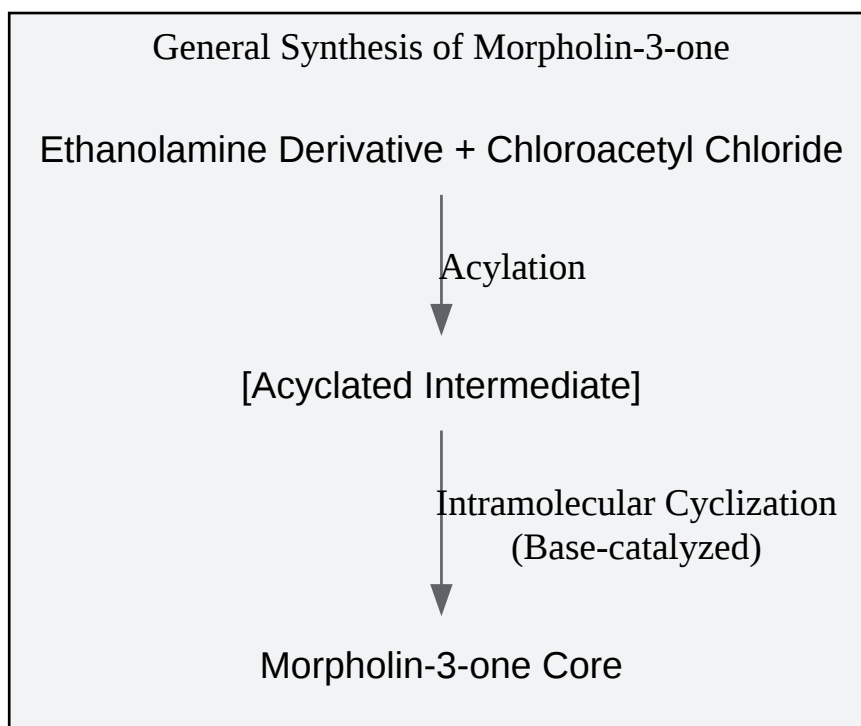 General Synthesis of Morpholin-3-one
Ethanolamine Derivative + Chloroacetyl Chloride
Acylation
[Acyclated Intermediate]
Intramolecular Cyclization
(Base-catalyzed)
Morpholin-3-one Core